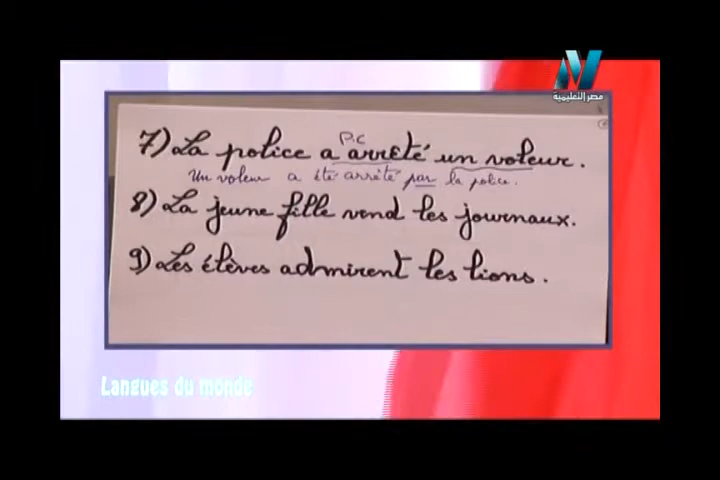 مصر التعليمية
P.C
7) La police a arrêté un voleur.
Un voleur a été arrêté par la police.
8) La jeune fille vend les journaux.
9) Les élèves admirent les lions.
Langues du monde